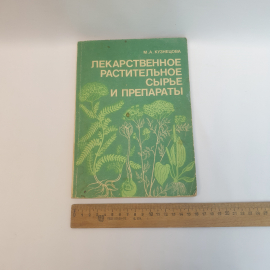 М.А. КУЗНЕЦОВА
ЛЕКАРСТВЕННОЕ
РАСТИТЕЛЬНОЕ
СЫРЬЕ
И ПРЕПАРАТЫ